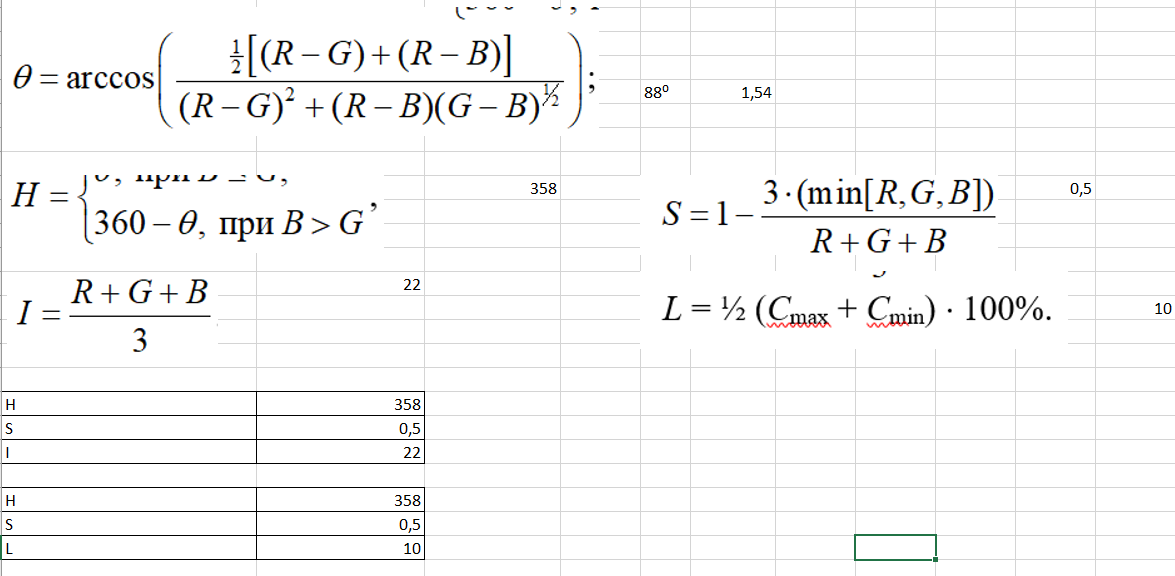 θ = arccos( ½[(R − G) + (R − B)] / (R − G)² + (R − B)(G − B)^½ );
88⁰ 1,54
H = { θ, при B ≤ G,
360 − θ, при B > G ,
358
S = 1 − 3·(min[R,G,B]) / R + G + B
0,5
I = R + G + B / 3
22
L = ½ (Cmax + Cmin) · 100%.
10
H 358
S 0,5
I 22
H 358
S 0,5
L 10